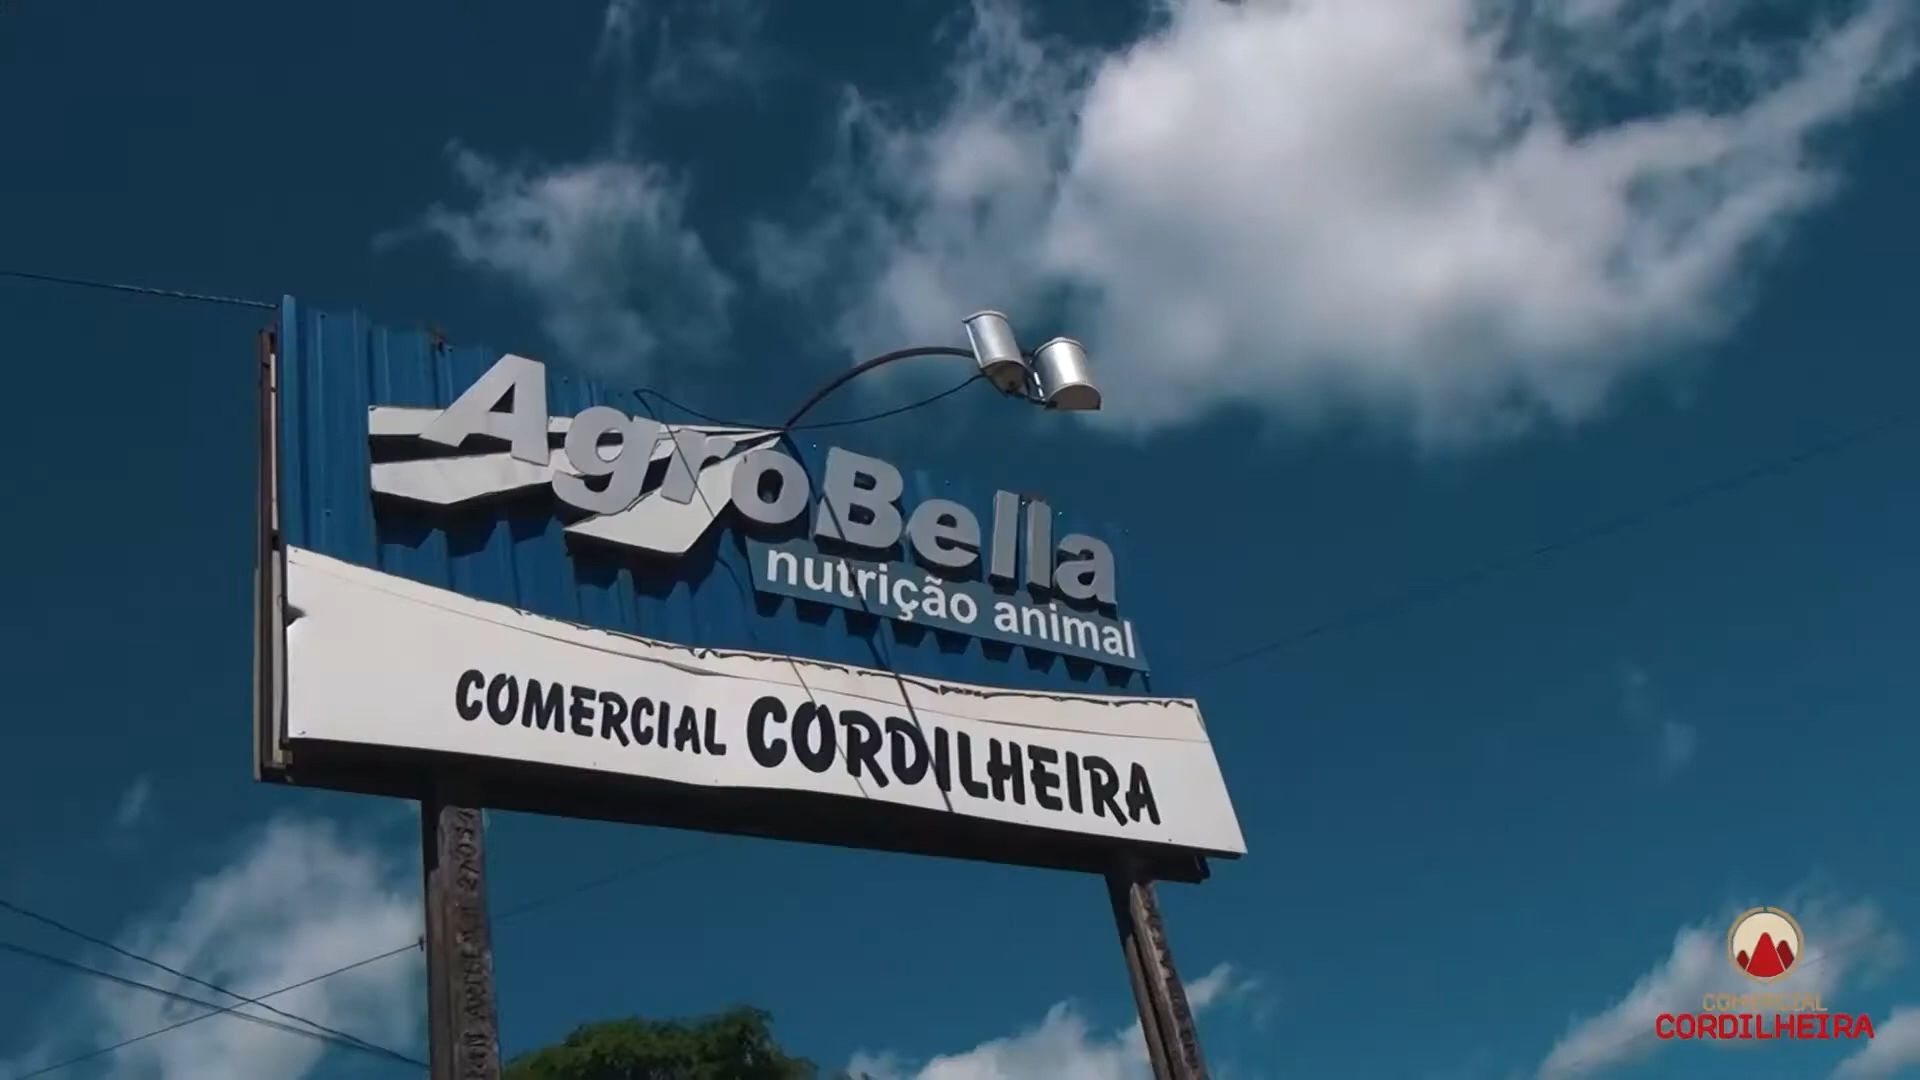 AgroBella
nutrição animal
COMERCIAL CORDILHEIRA
COMERCIAL
CORDILHEIRA